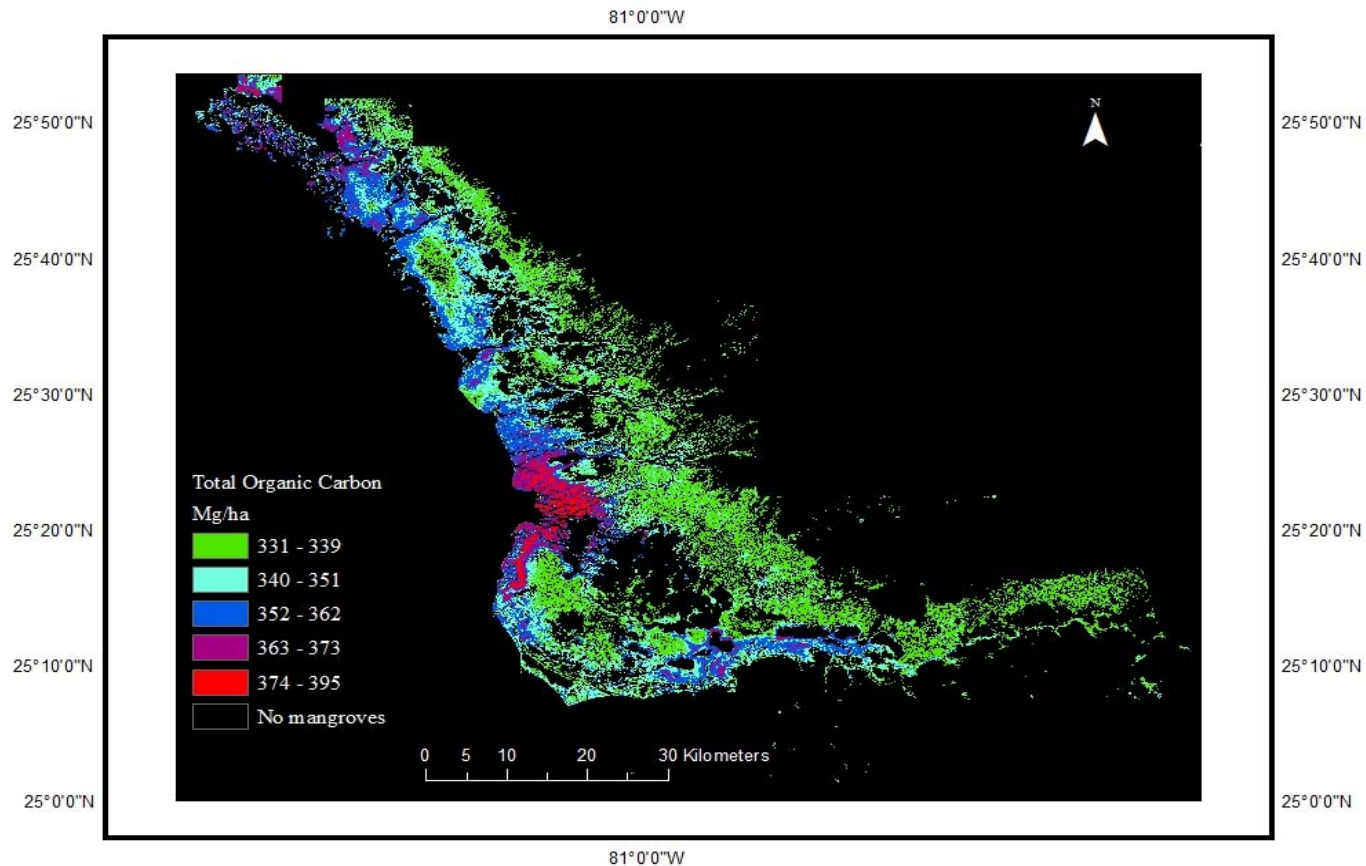 81°0'0"W
25°50'0"N
25°50'0"N
N
25°40'0"N
25°40'0"N
25°30'0"N
25°30'0"N
Total Organic Carbon
Mg/ha
331 - 339
340 - 351
352 - 362
363 - 373
374 - 395
No mangroves
25°20'0"N
25°20'0"N
25°10'0"N
25°10'0"N
0 5 10 20 30 Kilometers
25°0'0"N
25°0'0"N
81°0'0"W